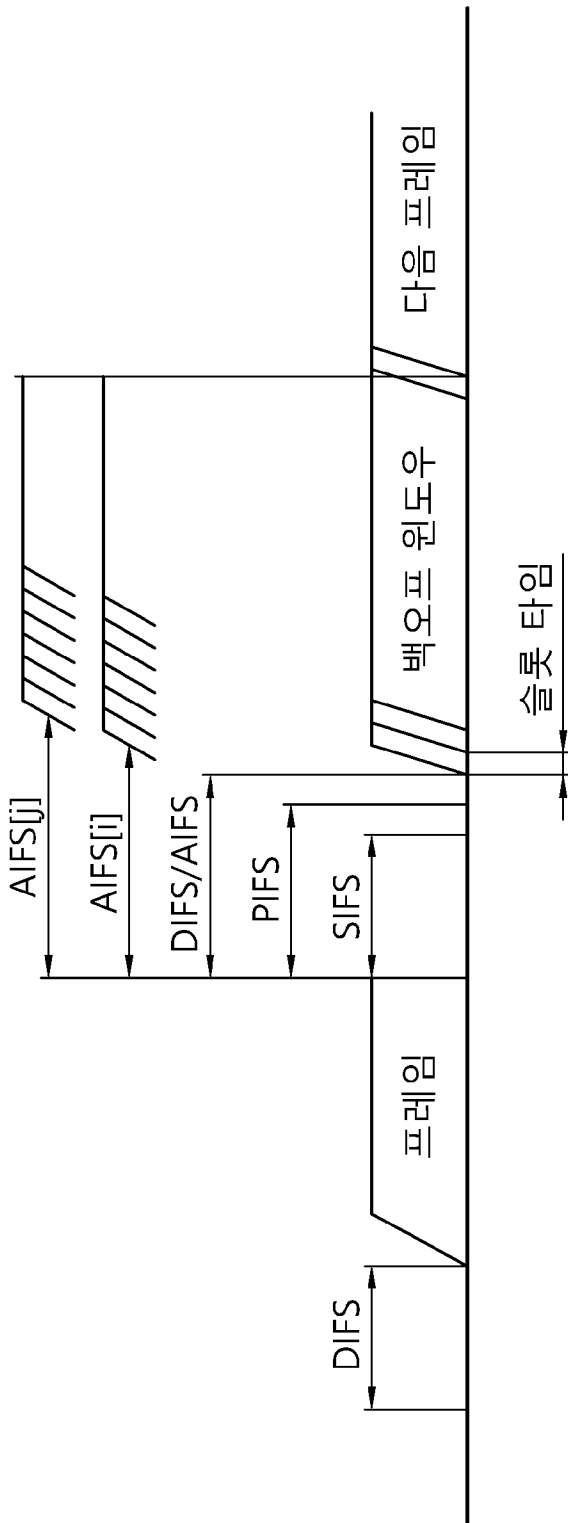 AIFS[j]
AIFS[i]
DIFS/AIFS
PIFS
DIFS
SIFS
프레임
백오프 윈도우
다음 프레임
슬롯 타임